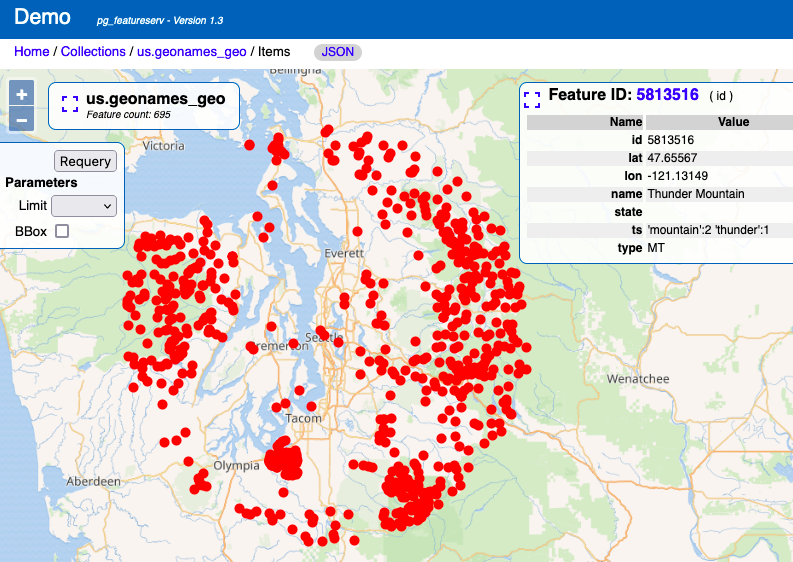 Demo
pg_featureserv - Version 1.3
Home / Collections / us.geonames_geo / Items
JSON
Bellingham
+
−
us.geonames_geo
Feature count: 695
Feature ID: 5813516 ( id )
Name Value
id 5813516
lat 47.65567
lon -121.13149
name Thunder Mountain
state
ts 'mountain':2 'thunder':1
type MT
Victoria
Requery
Parameters
Limit
BBox
Everett
Seattle
Bremerton
Wenatchee
Tacom
Olympia
Aberdeen